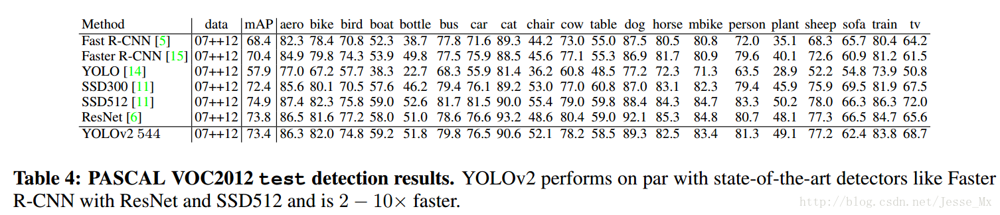 Method data mAP aero bike bird boat bottle bus car cat chair cow table dog horse mbike person plant sheep sofa train tv
Fast R-CNN [5] 07++12 68.4 82.3 78.4 70.8 52.3 38.7 77.8 71.6 89.3 44.2 73.0 55.0 87.5 80.5 80.8 72.0 35.1 68.3 65.7 80.4 64.2
Faster R-CNN [15] 07++12 70.4 84.9 79.8 74.3 53.9 49.8 77.5 75.9 88.5 45.6 77.1 55.3 86.9 81.7 80.9 79.6 40.1 72.6 60.9 81.2 61.5
YOLO [14] 07++12 57.9 77.0 67.2 57.7 38.3 22.7 68.3 55.9 81.4 36.2 60.8 48.5 77.2 72.3 71.3 63.5 28.9 52.2 54.8 73.9 50.8
SSD300 [11] 07++12 72.4 85.6 80.1 70.5 57.6 46.2 79.4 76.1 89.2 53.0 77.0 60.8 87.0 83.1 82.3 79.4 45.9 75.9 69.5 81.9 67.5
SSD512 [11] 07++12 74.9 87.4 82.3 75.8 59.0 52.6 81.7 81.5 90.0 55.4 79.0 59.8 88.4 84.3 84.7 83.3 50.2 78.0 66.3 86.3 72.0
ResNet [6] 07++12 73.8 86.5 81.6 77.2 58.0 51.0 78.6 76.6 93.2 48.6 80.4 59.0 92.1 85.3 84.8 80.7 48.1 77.3 66.5 84.7 65.6
YOLOv2 544 07++12 73.4 86.3 82.0 74.8 59.2 51.8 79.8 76.5 90.6 52.1 78.2 58.5 89.3 82.5 83.4 81.3 49.1 77.2 62.4 83.8 68.7
Table 4: PASCAL VOC2012 test detection results. YOLOv2 performs on par with state-of-the-art detectors like Faster
R-CNN with ResNet and SSD512 and is 2 − 10× faster.
http://blog.csdn.net/Jesse_Mx